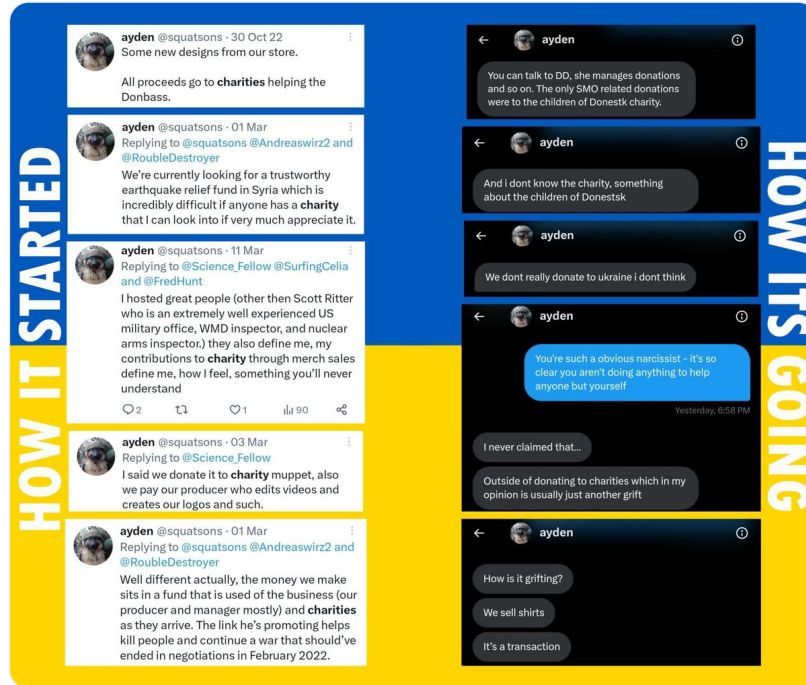 HOW IT STARTED
ayden @squatsons · 30 Oct 22
Some new designs from our store.
All proceeds go to charities helping the
Donbass.
ayden @squatsons · 01 Mar
Replying to @squatsons @Andreaswirz2 and
@RoubleDestroyer
We're currently looking for a trustworthy
earthquake relief fund in Syria which is
incredibly difficult if anyone has a charity
that I can look into if very much appreciate it.
ayden @squatsons · 11 Mar
Replying to @Science_Fellow @SurfingCelia
and @FredHunt
I hosted great people (other then Scott Ritter
who is an extremely well experienced US
military office, WMD inspector, and nuclear
arms inspector.) they also define me, my
contributions to charity through merch sales
define me, how I feel, something you'll never
understand
2 1 90
ayden @squatsons · 03 Mar
Replying to @Science_Fellow
I said we donate it to charity muppet, also
we pay our producer who edits videos and
creates our logos and such.
ayden @squatsons · 01 Mar
Replying to @squatsons @Andreaswirz2 and
@RoubleDestroyer
Well different actually, the money we make
sits in a fund that is used of the business (our
producer and manager mostly) and charities
as they arrive. The link he's promoting helps
kill people and continue a war that should've
ended in negotiations in February 2022.
HOW ITS GOING
ayden
You can talk to DD, she manages donations
and so on. The only SMO related donations
were to the children of Donestk charity.
ayden
And i dont know the charity, something
about the children of Donestsk
ayden
We dont really donate to ukraine i dont think
ayden
You're such a obvious narcissist - it's so
clear you aren't doing anything to help
anyone but yourself
Yesterday, 6:58 PM
I never claimed that...
Outside of donating to charities which in my
opinion is usually just another grift
ayden
How is it grifting?
We sell shirts
It's a transaction